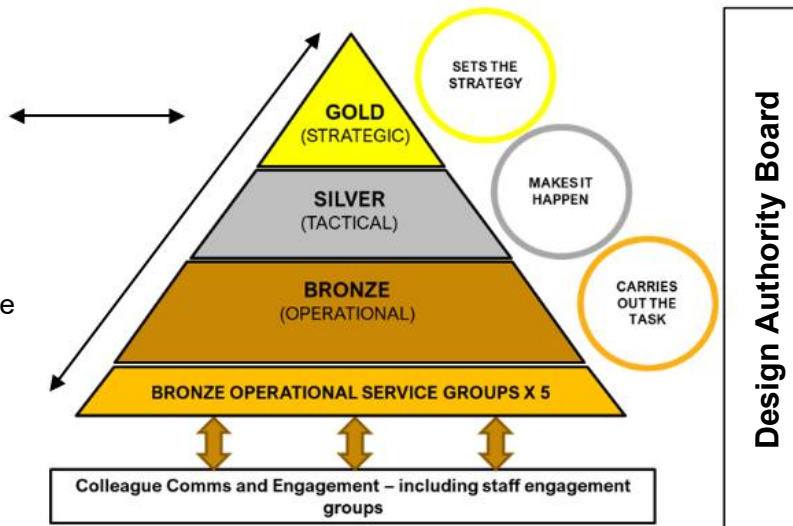 GOLD
(STRATEGIC)
SILVER
(TACTICAL)
BRONZE
(OPERATIONAL)
BRONZE OPERATIONAL SERVICE GROUPS X 5
Colleague Comms and Engagement – including staff engagement
groups
SETS THE
STRATEGY
MAKES IT
HAPPEN
CARRIES
OUT THE
TASK
e
Design Authority Board